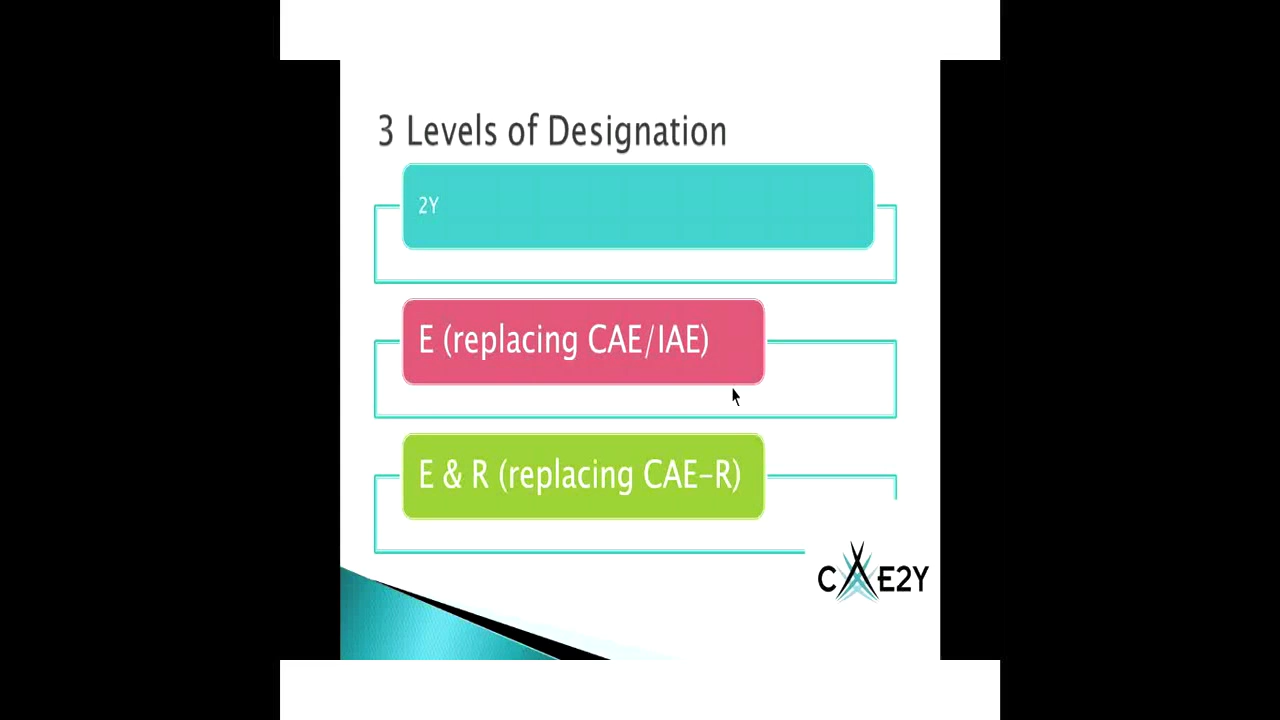 3 Levels of Designation
2Y
E (replacing CAE/IAE)
E & R (replacing CAE-R)
CAE2Y